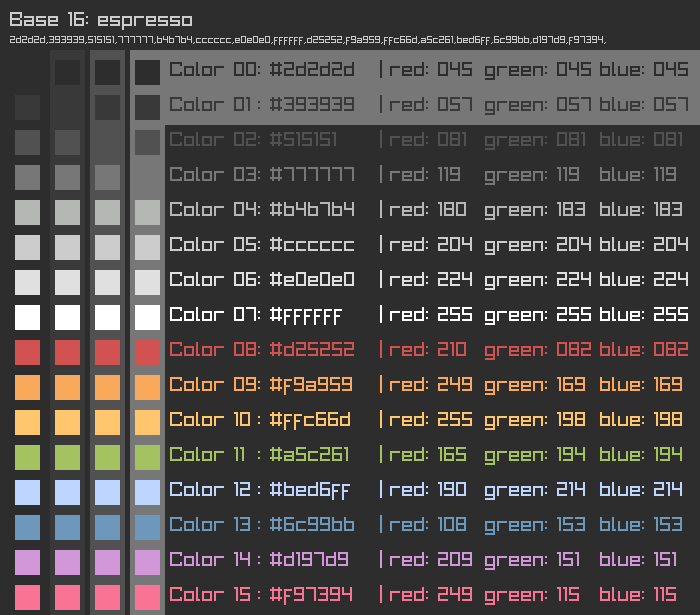 Base 16: espresso
2d2d2d,393939,515151,777777,b4b7b4,cccccc,e0e0e0,ffffff,d25252,f9a959,ffc66d,a5c261,bed6ff,6c99bb,d197d9,f97394,
Color 00: #2d2d2d | red: 045 green: 045 blue: 045
Color 01 : #393939 | red: 057 green: 057 blue: 057
Color 02: #515151 | red: 081 green: 081 blue: 081
Color 03: #777777 | red: 119 green: 119 blue: 119
Color 04: #b4b7b4 | red: 180 green: 183 blue: 183
Color 05: #cccccc | red: 204 green: 204 blue: 204
Color 06: #e0e0e0 | red: 224 green: 224 blue: 224
Color 07: #ffffff | red: 255 green: 255 blue: 255
Color 08: #d25252 | red: 210 green: 082 blue: 082
Color 09: #f9a959 | red: 249 green: 169 blue: 169
Color 10 : #ffc66d | red: 255 green: 198 blue: 198
Color 11 : #a5c261 | red: 165 green: 194 blue: 194
Color 12 : #bed6ff | red: 190 green: 214 blue: 214
Color 13 : #6c99bb | red: 108 green: 153 blue: 153
Color 14 : #d197d9 | red: 209 green: 151 blue: 151
Color 15 : #f97394 | red: 249 green: 115 blue: 115